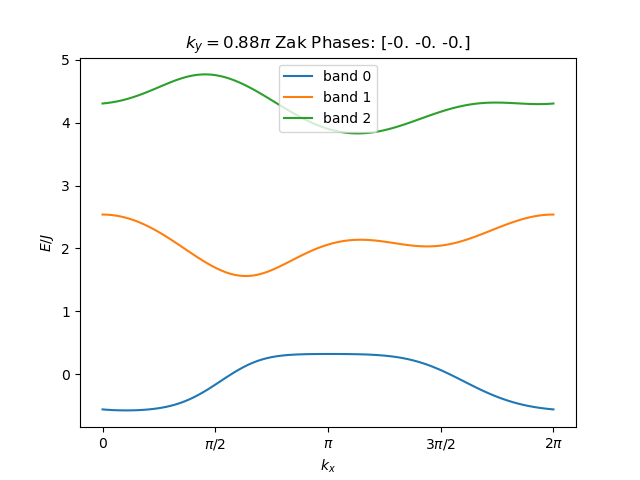 k_y = 0.88π Zak Phases: [-0. -0. -0.]
band 0
band 1
band 2
5
4
3
2
1
0
E/J
0 π/2 π 3π/2 2π
k_x